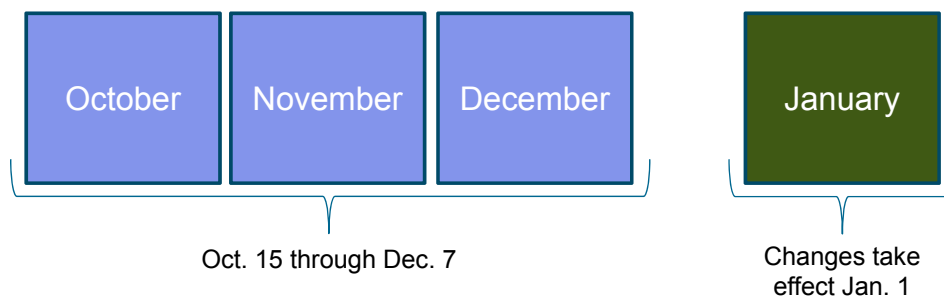 October
November
December
January
Oct. 15 through Dec. 7
Changes take
effect Jan. 1